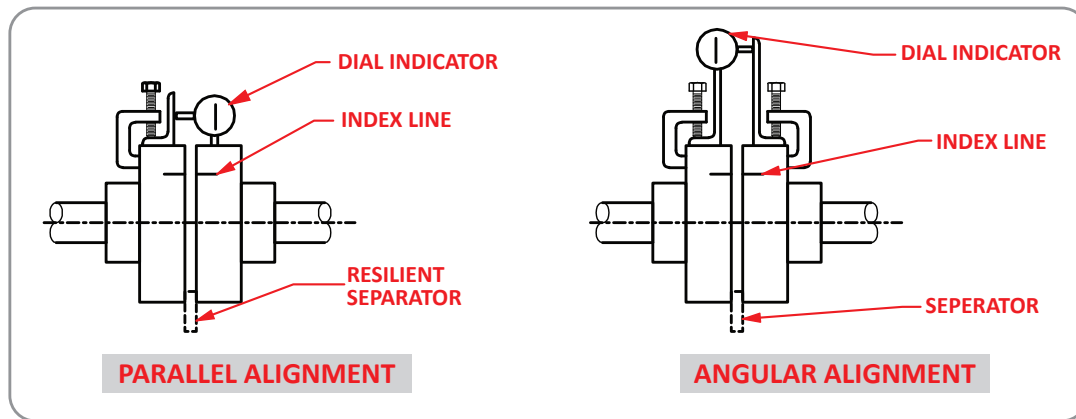 DIAL INDICATOR
INDEX LINE
RESILIENT
SEPARATOR
PARALLEL ALIGNMENT
DIAL INDICATOR
INDEX LINE
SEPERATOR
ANGULAR ALIGNMENT